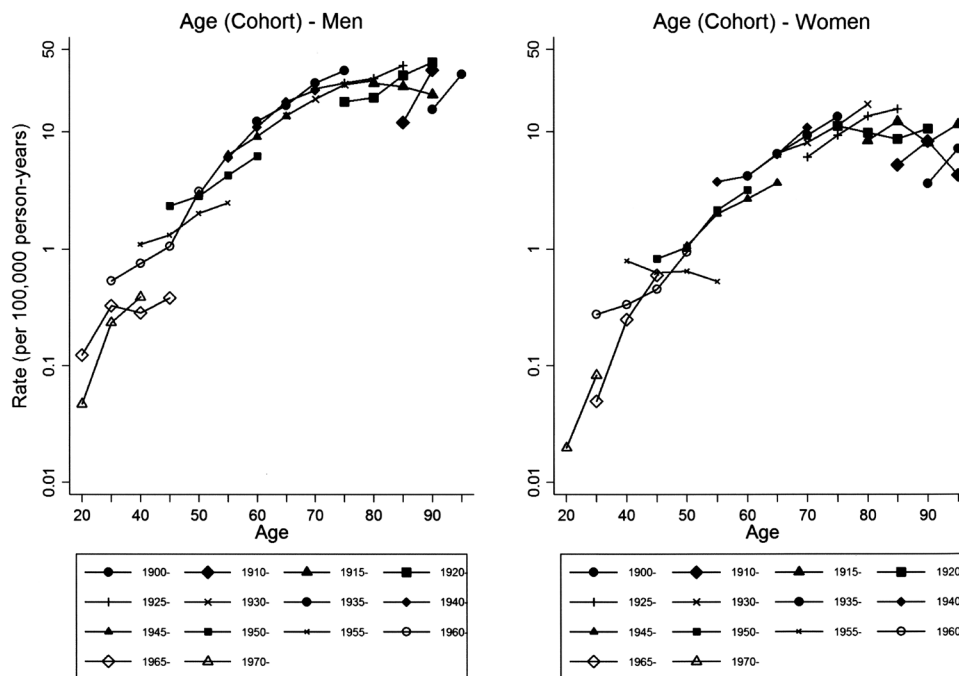 Age (Cohort) - Men
Rate (per 100,000 person-years)
50
10
1
0.1
0.01
20 30 40 50 60 70 80 90
Age
1900- 1910- 1915- 1920-
1925- 1930- 1935- 1940-
1945- 1950- 1955- 1960-
1965- 1970-
Age (Cohort) - Women
50
10
1
0.1
0.01
20 30 40 50 60 70 80 90
Age
1900- 1910- 1915- 1920
1925- 1930- 1935- 1940
1945- 1950- 1955- 1960
1965- 1970-